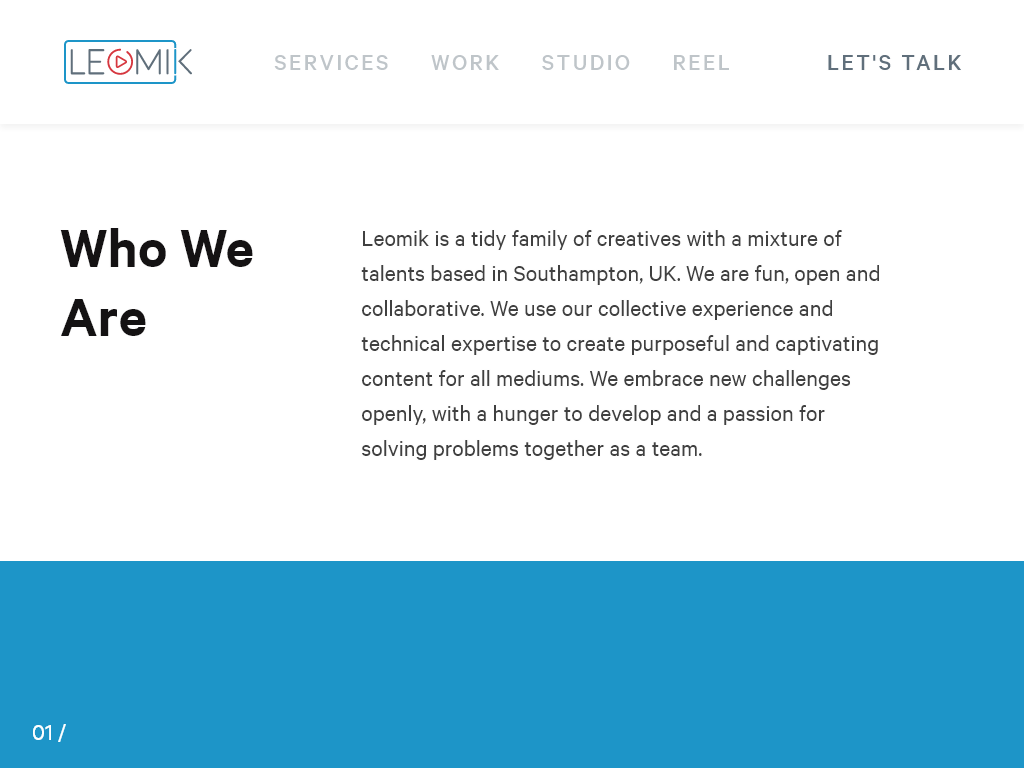 LEOMIK
SERVICES WORK STUDIO REEL LET'S TALK
Who We
Are
Leomik is a tidy family of creatives with a mixture of
talents based in Southampton, UK. We are fun, open and
collaborative. We use our collective experience and
technical expertise to create purposeful and captivating
content for all mediums. We embrace new challenges
openly, with a hunger to develop and a passion for
solving problems together as a team.
01 /